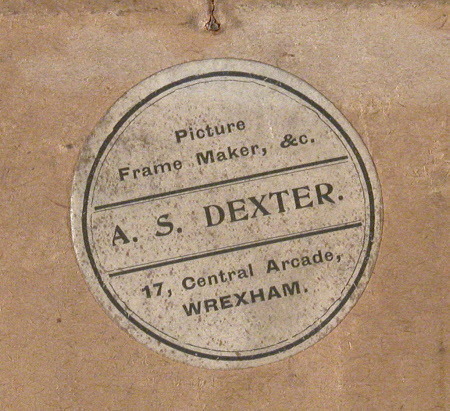 Picture
Frame Maker, &c.
A. S. DEXTER.
17, Central Arcade,
WREXHAM.